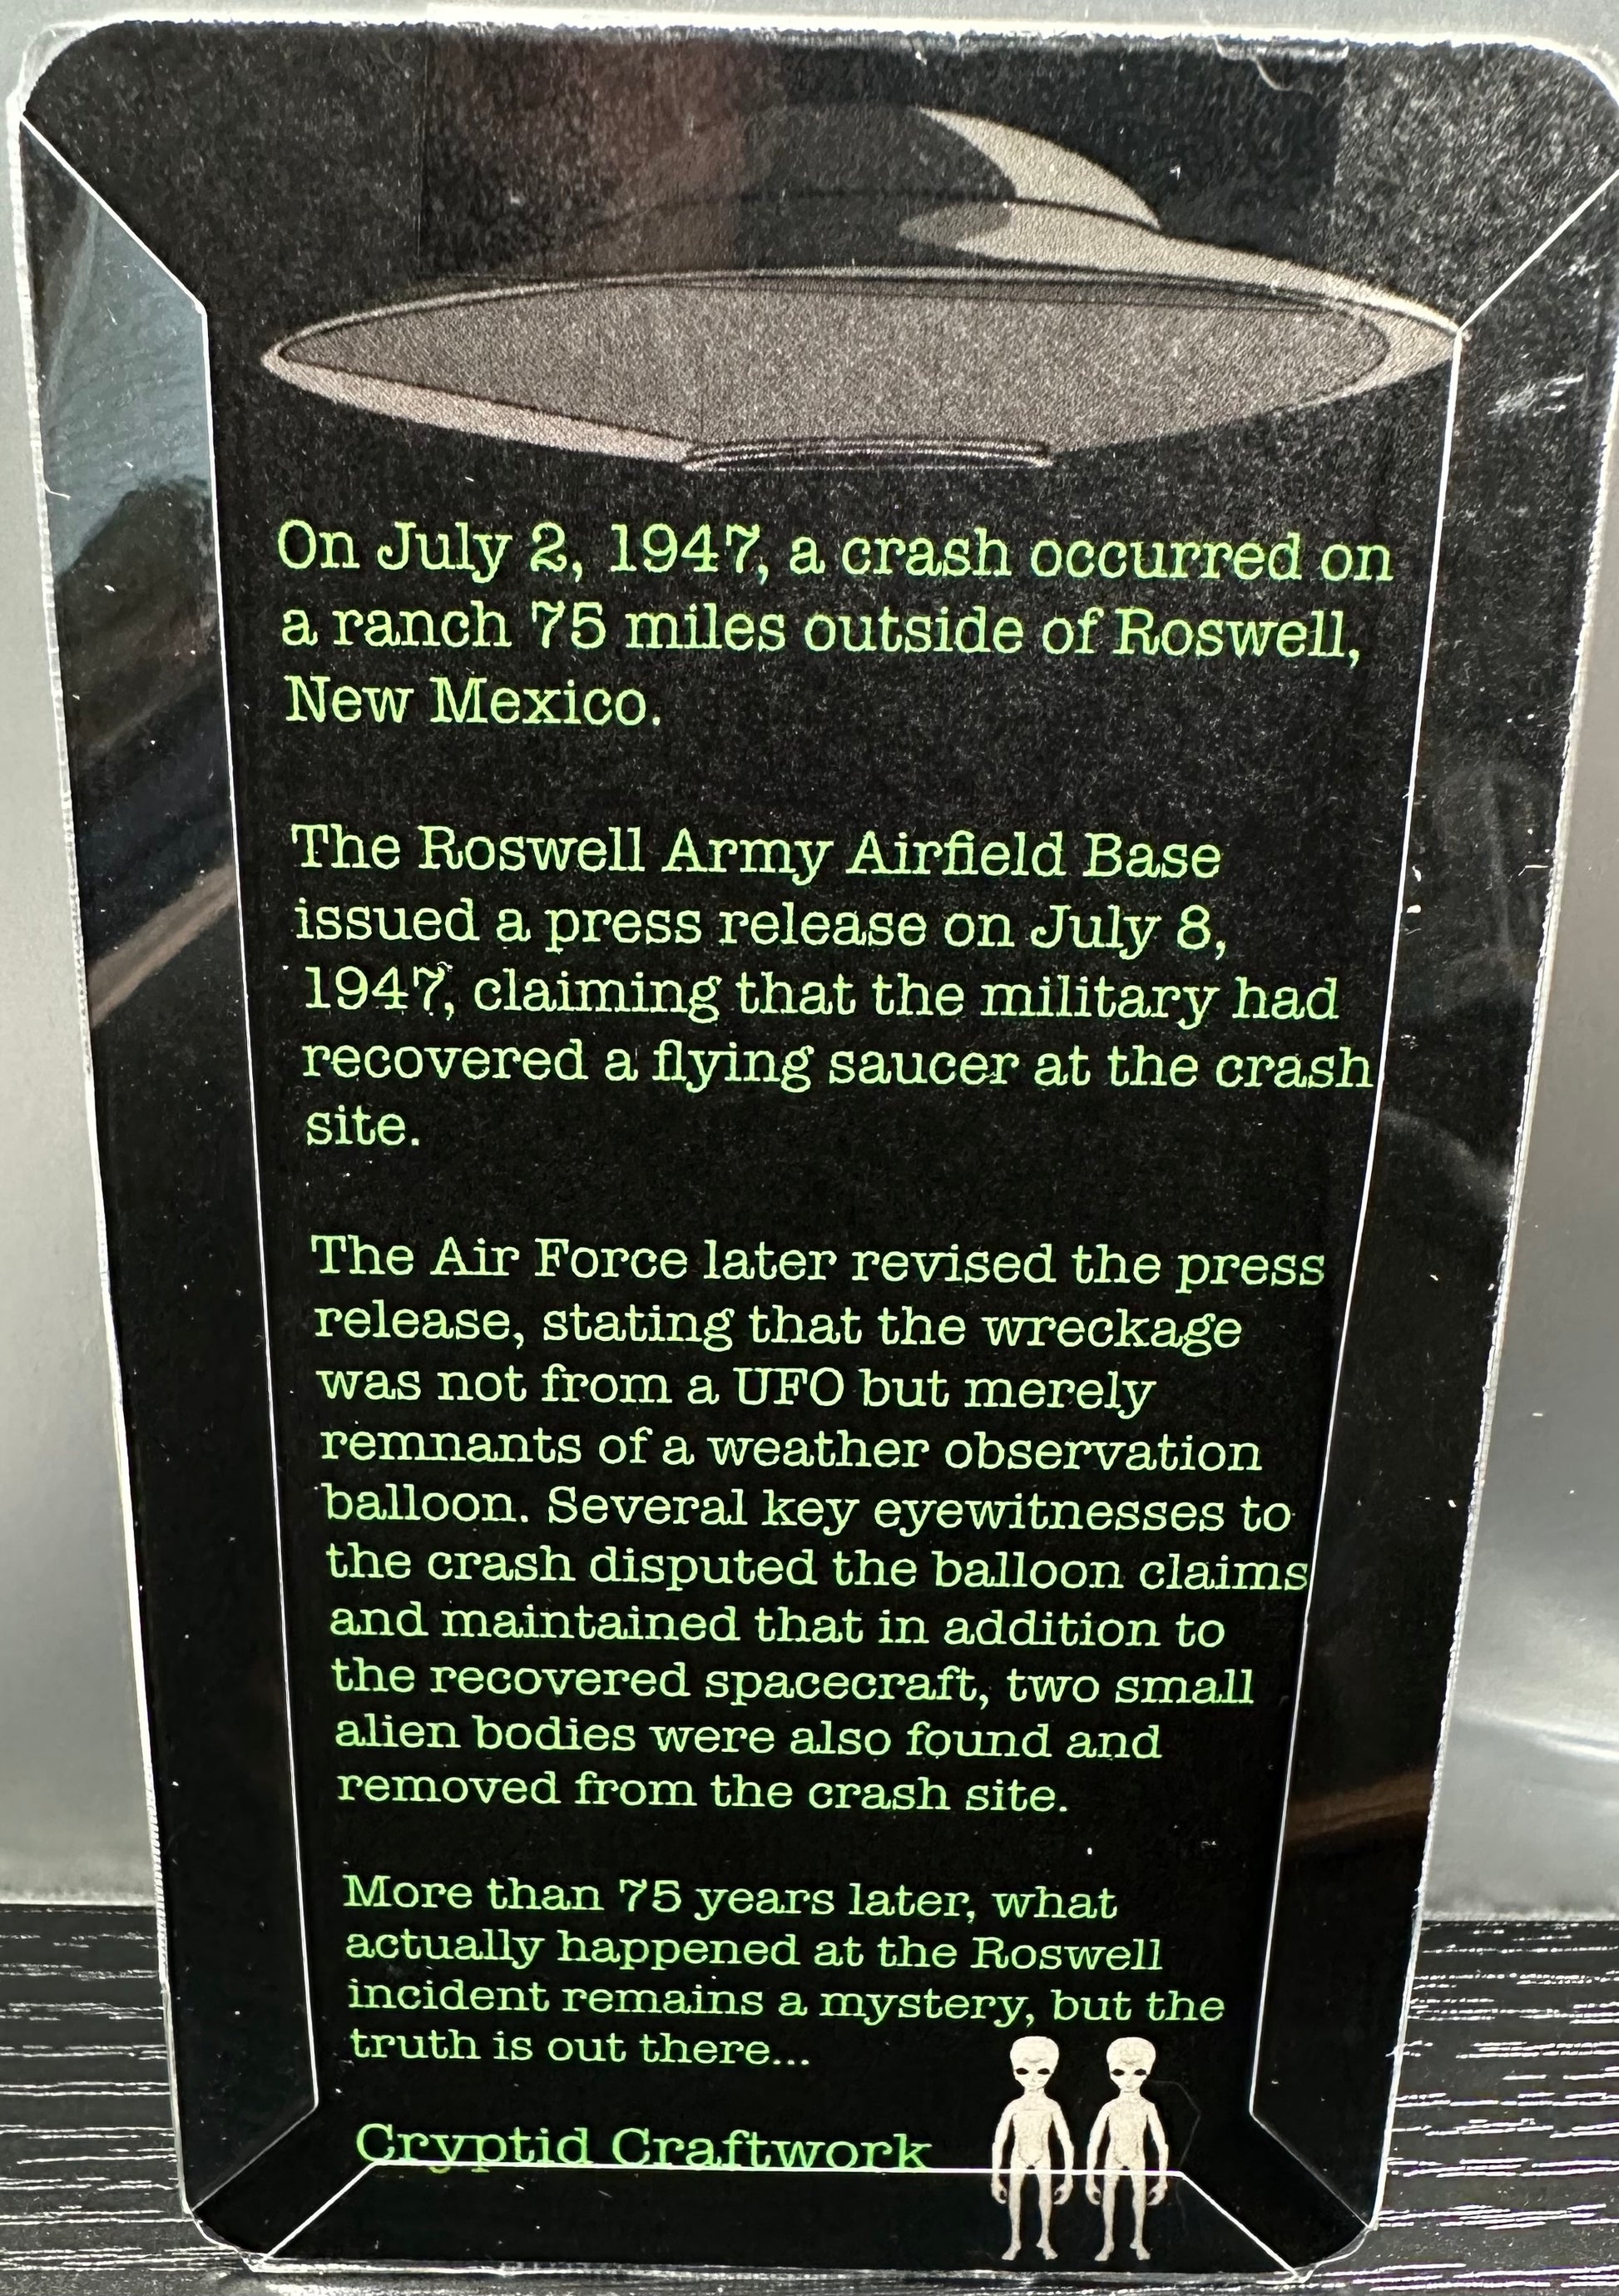 On July 2, 1947, a crash occurred on
a ranch 75 miles outside of Roswell,
New Mexico.
The Roswell Army Airfield Base
issued a press release on July 8,
1947, claiming that the military had
recovered a flying saucer at the crash
site.
The Air Force later revised the press
release, stating that the wreckage
was not from a UFO but merely
remnants of a weather observation
balloon. Several key eyewitnesses to
the crash disputed the balloon claims
and maintained that in addition to
the recovered spacecraft, two small
alien bodies were also found and
removed from the crash site.
More than 75 years later, what
actually happened at the Roswell
incident remains a mystery, but the
truth is out there...
Cryptid Craftwork